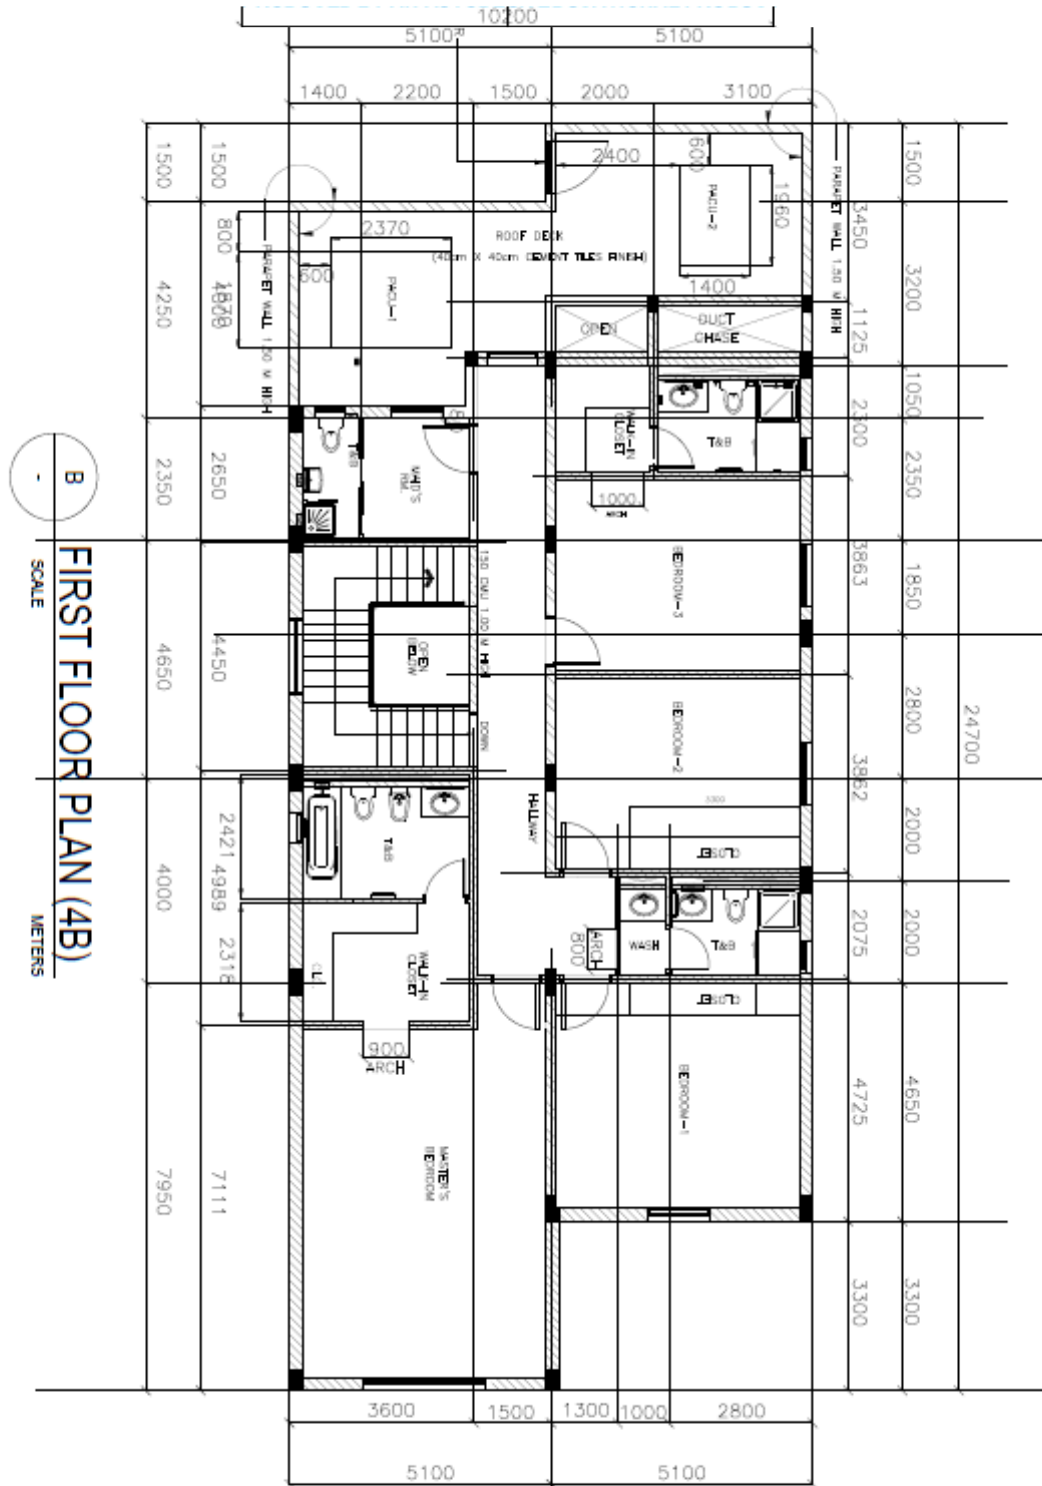 10200
5100
5100
1400
2200
1500
2000
3100
1500
4250
2350
4650
4000
7950
1500
2650
4450
7111
800
2421
4989
2318
3450
1125
2300
3863
3862
2075
4725
3300
1500
3200
1050
2350
1850
2800
2000
2000
4650
3300
24700
PARAPET WALL 1.50 M HIGH
PARAPET WALL 1.50 M HIGH
600
2400
PACU-2
1960
1400
2370
600
PACU-1
ROOF DECK
(40cm X 40cm CEMENT TILES FINISH)
OPEN
DUCT
CHASE
WALK-IN
CLOSET
T&B
1000
ARCH
T&B
MAID'S
RM.
BEDROOM-3
150 CMU 1.00 M HIGH
OPEN
BELOW
DOWN
BEDROOM-2
HALLWAY
3300
CLOSET
T&B
ARCH
800
WASH
T&B
WALK-IN
CLOSET
CLOSET
900
ARCH
BEDROOM-1
MASTER'S
BEDROOM
3600
1500
1300
1000
2800
5100
5100
B
-
FIRST FLOOR PLAN (4B)
SCALE
METERS